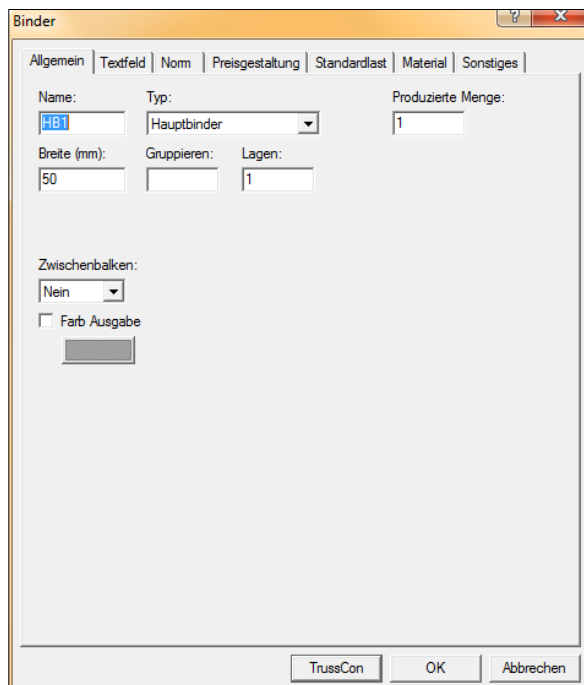 Binder
Allgemein Textfeld Norm Preisgestaltung Standardlast Material Sonstiges
Name: Typ: Produzierte Menge:
HB1 Hauptbinder 1
Breite (mm): Gruppieren: Lagen:
50 1
Zwischenbalken:
Nein
Farb Ausgabe
TrussCon OK Abbrechen